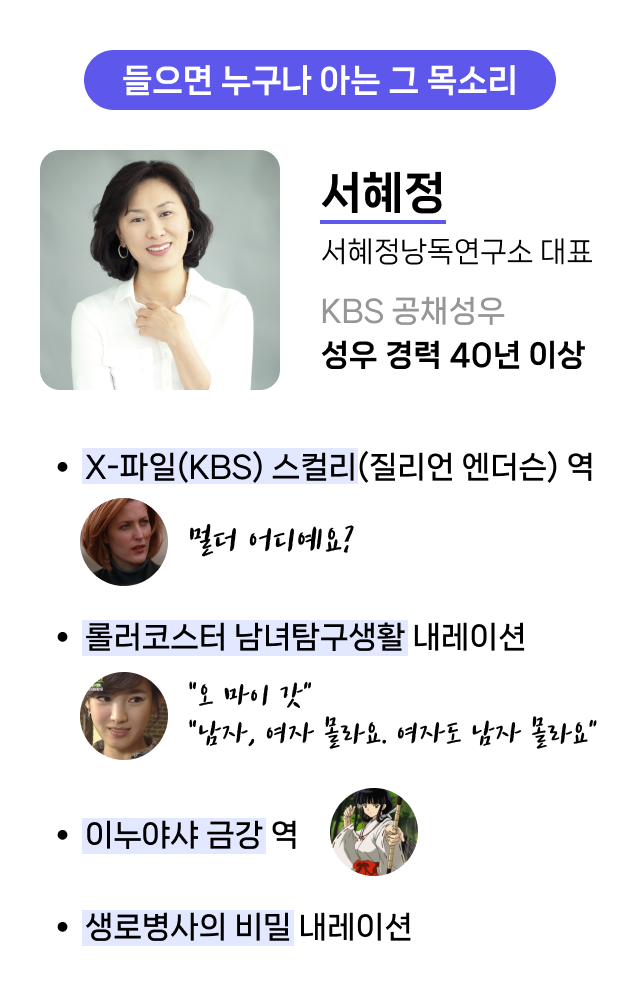 들으면 누구나 아는 그 목소리
서혜정
서혜정낭독연구소 대표
KBS 공채성우
성우 경력 40년 이상
• X-파일(KBS) 스컬리(질리언 엔더슨) 역
멀더 어디예요?
• 롤러코스터 남녀탐구생활 내레이션
"오 마이 갓"
"남자, 여자 몰라요. 여자도 남자 몰라요"
• 이누야샤 금강 역
• 생로병사의 비밀 내레이션